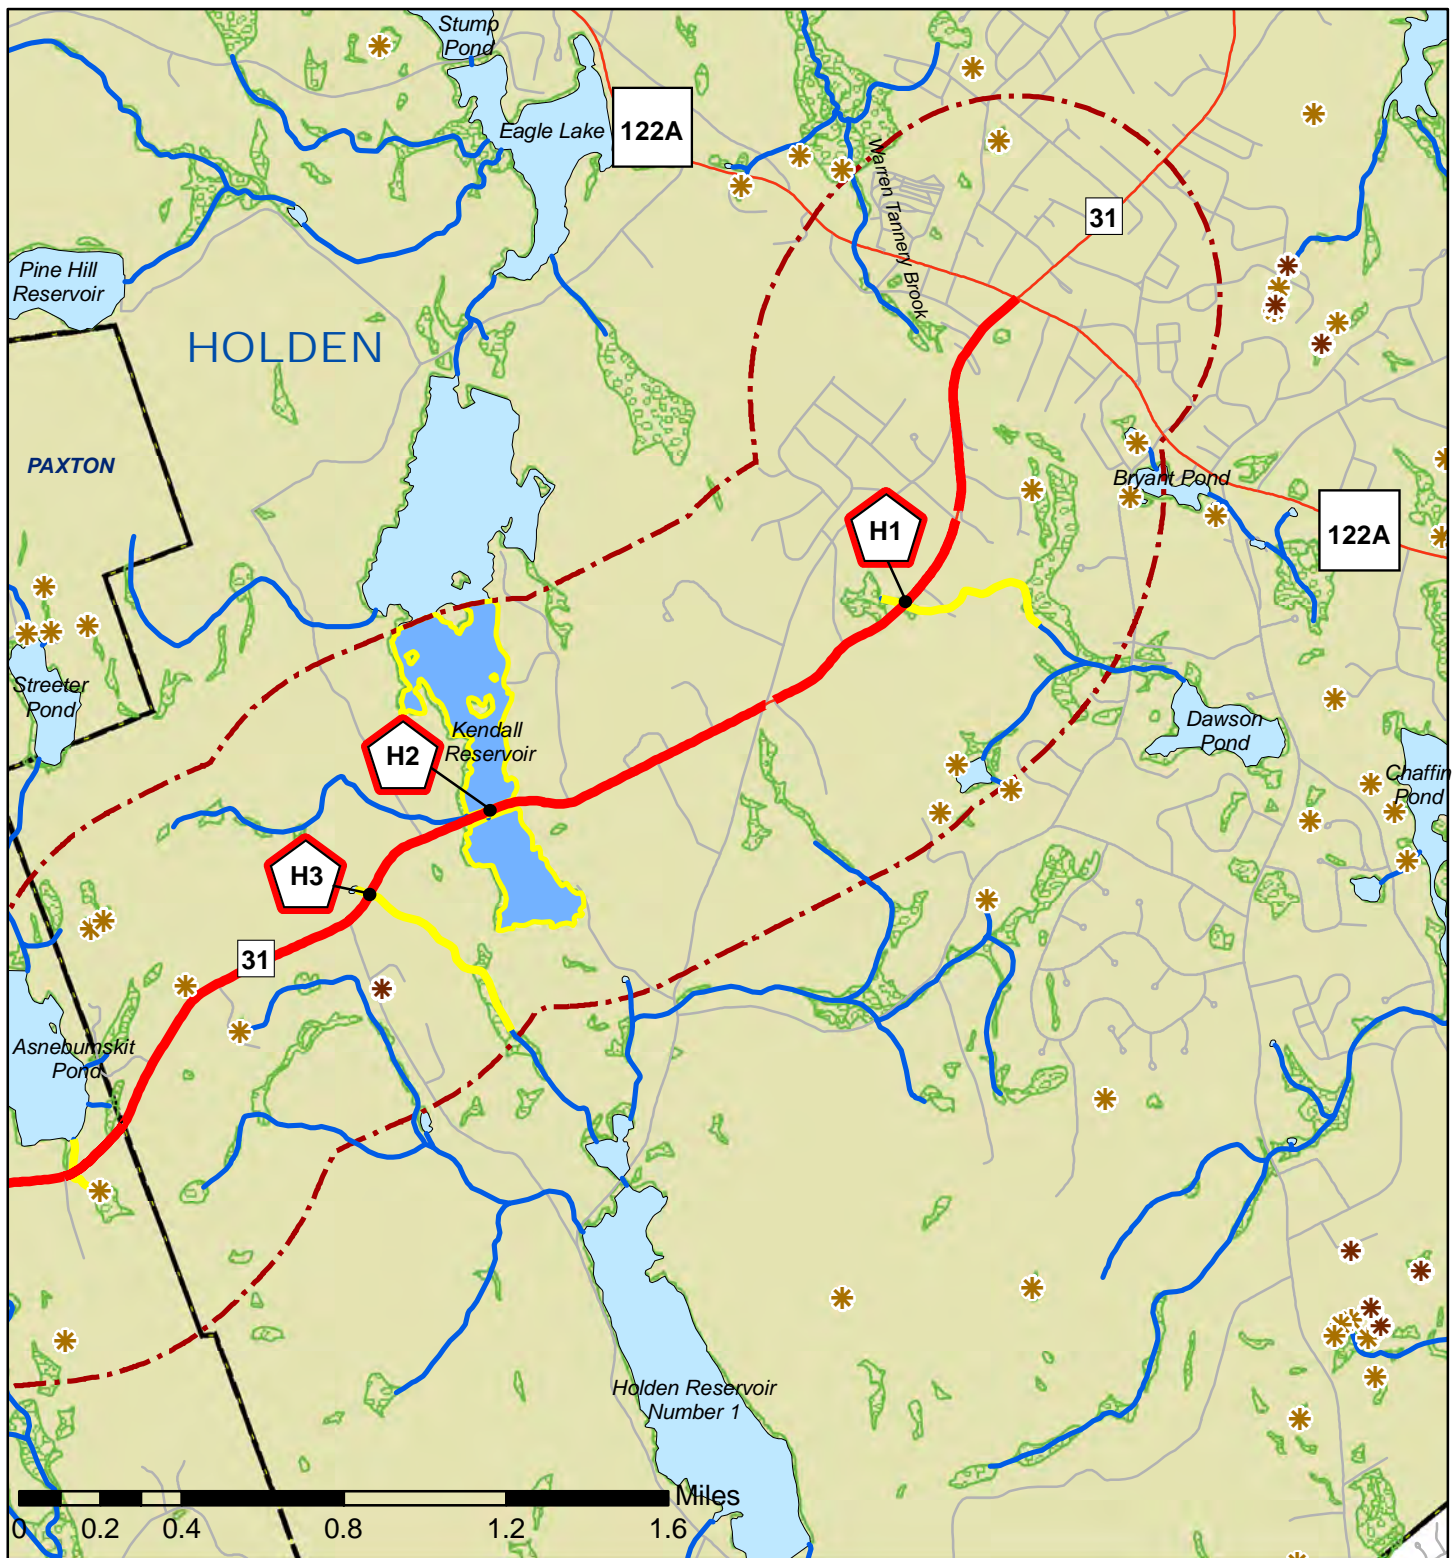 Stump
Pond
Eagle Lake
122A
Warren Tannery Brook
31
Pine Hill
Reservoir
HOLDEN
PAXTON
Bryant Pond
H1
122A
Streeter
Pond
Kendall
Reservoir
H2
Dawson
Pond
Chaffin
Pond
H3
31
Asnebumskit
Pond
Holden Reservoir
Number 1
Miles
0 0.2 0.4 0.8 1.2 1.6